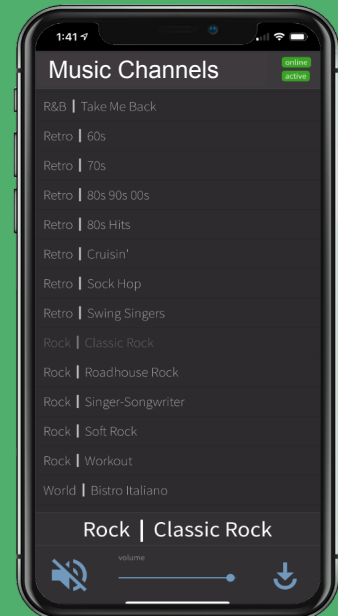 1:41
Music Channels
online
active
R&B | Take Me Back
Retro | 60s
Retro | 70s
Retro | 80s 90s 00s
Retro | 80s Hits
Retro | Cruisin'
Retro | Sock Hop
Retro | Swing Singers
Rock | Classic Rock
Rock | Roadhouse Rock
Rock | Singer-Songwriter
Rock | Soft Rock
Rock | Workout
World | Bistro Italiano
Rock | Classic Rock
volume